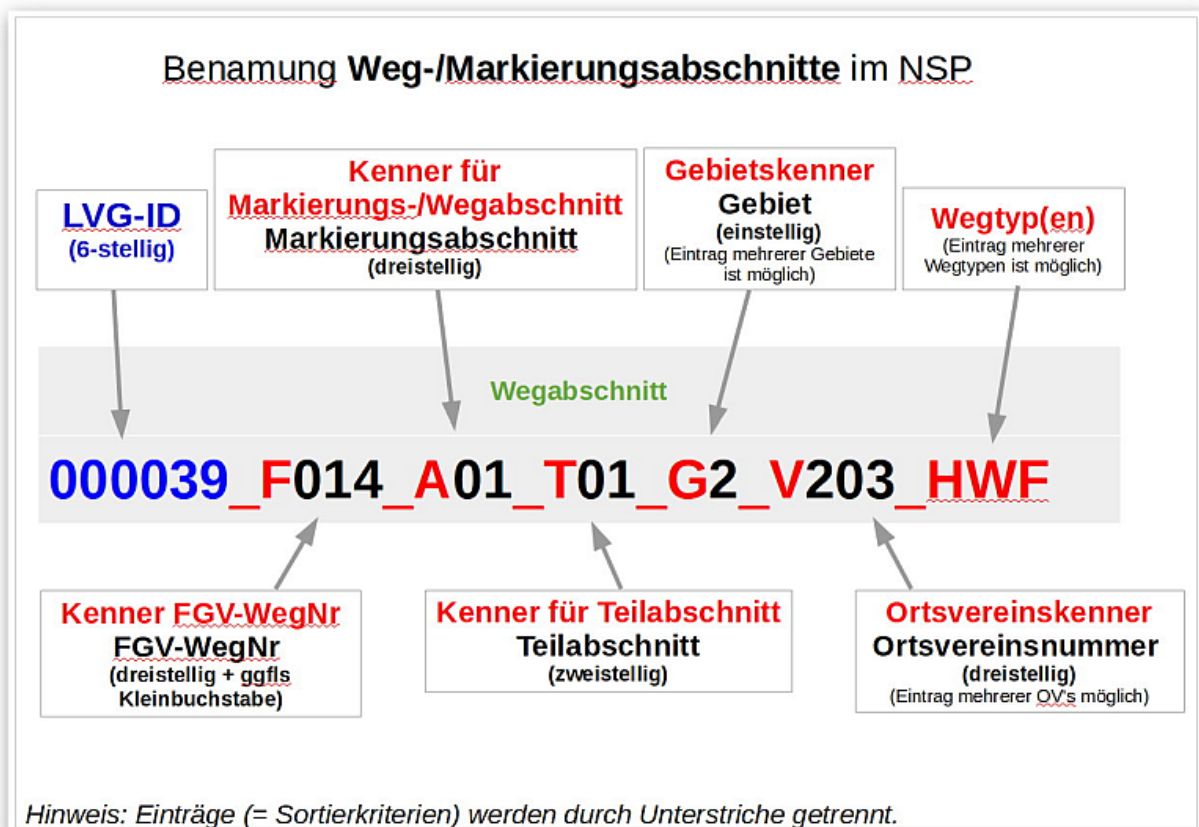 Benamung Weg-/Markierungsabschnitte im NSP
LVG-ID
(6-stellig)
Kenner für
Markierungs-/Wegabschnitt
Markierungsabschnitt
(dreistellig)
Gebietskenner
Gebiet
(einstellig)
(Eintrag mehrerer Gebiete
ist möglich)
Wegtyp(en)
(Eintrag mehrerer
Wegtypen ist möglich)
Wegabschnitt
000039_F014_A01_T01_G2_V203_HWF
Kenner FGV-WegNr
FGV-WegNr
(dreistellig + ggfls
Kleinbuchstabe)
Kenner für Teilabschnitt
Teilabschnitt
(zweistellig)
Ortsvereinskenner
Ortsvereinsnummer
(dreistellig)
(Eintrag mehrerer OV's möglich)
Hinweis: Einträge (= Sortierkriterien) werden durch Unterstriche getrennt.